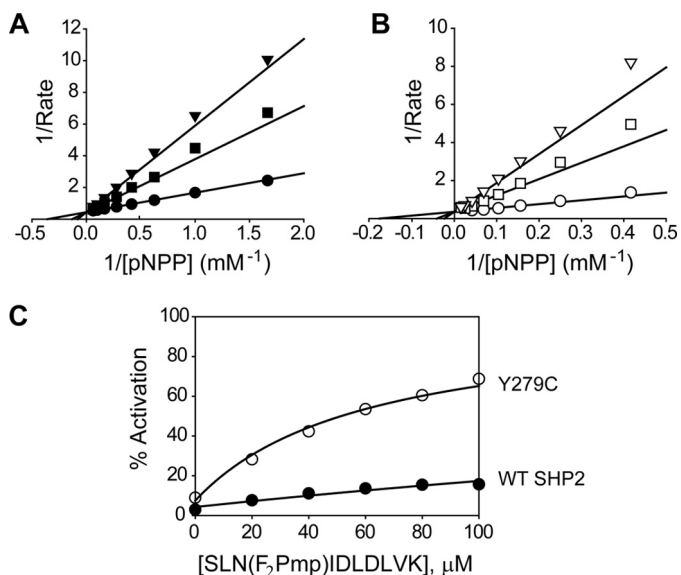 A
12
10
8
6
4
2
1/Rate
-0.5 0.0 0.5 1.0 1.5 2.0
1/[pNPP] (mM⁻¹)
B
10
8
6
4
2
1/Rate
-0.2 -0.1 0.0 0.1 0.2 0.3 0.4 0.5
1/[pNPP] (mM⁻¹)
C
100
80
60
40
20
0
% Activation
0 20 40 60 80 100
Y279C
WT SHP2
[SLN(F₂Pmp)IDLDLVK], μM